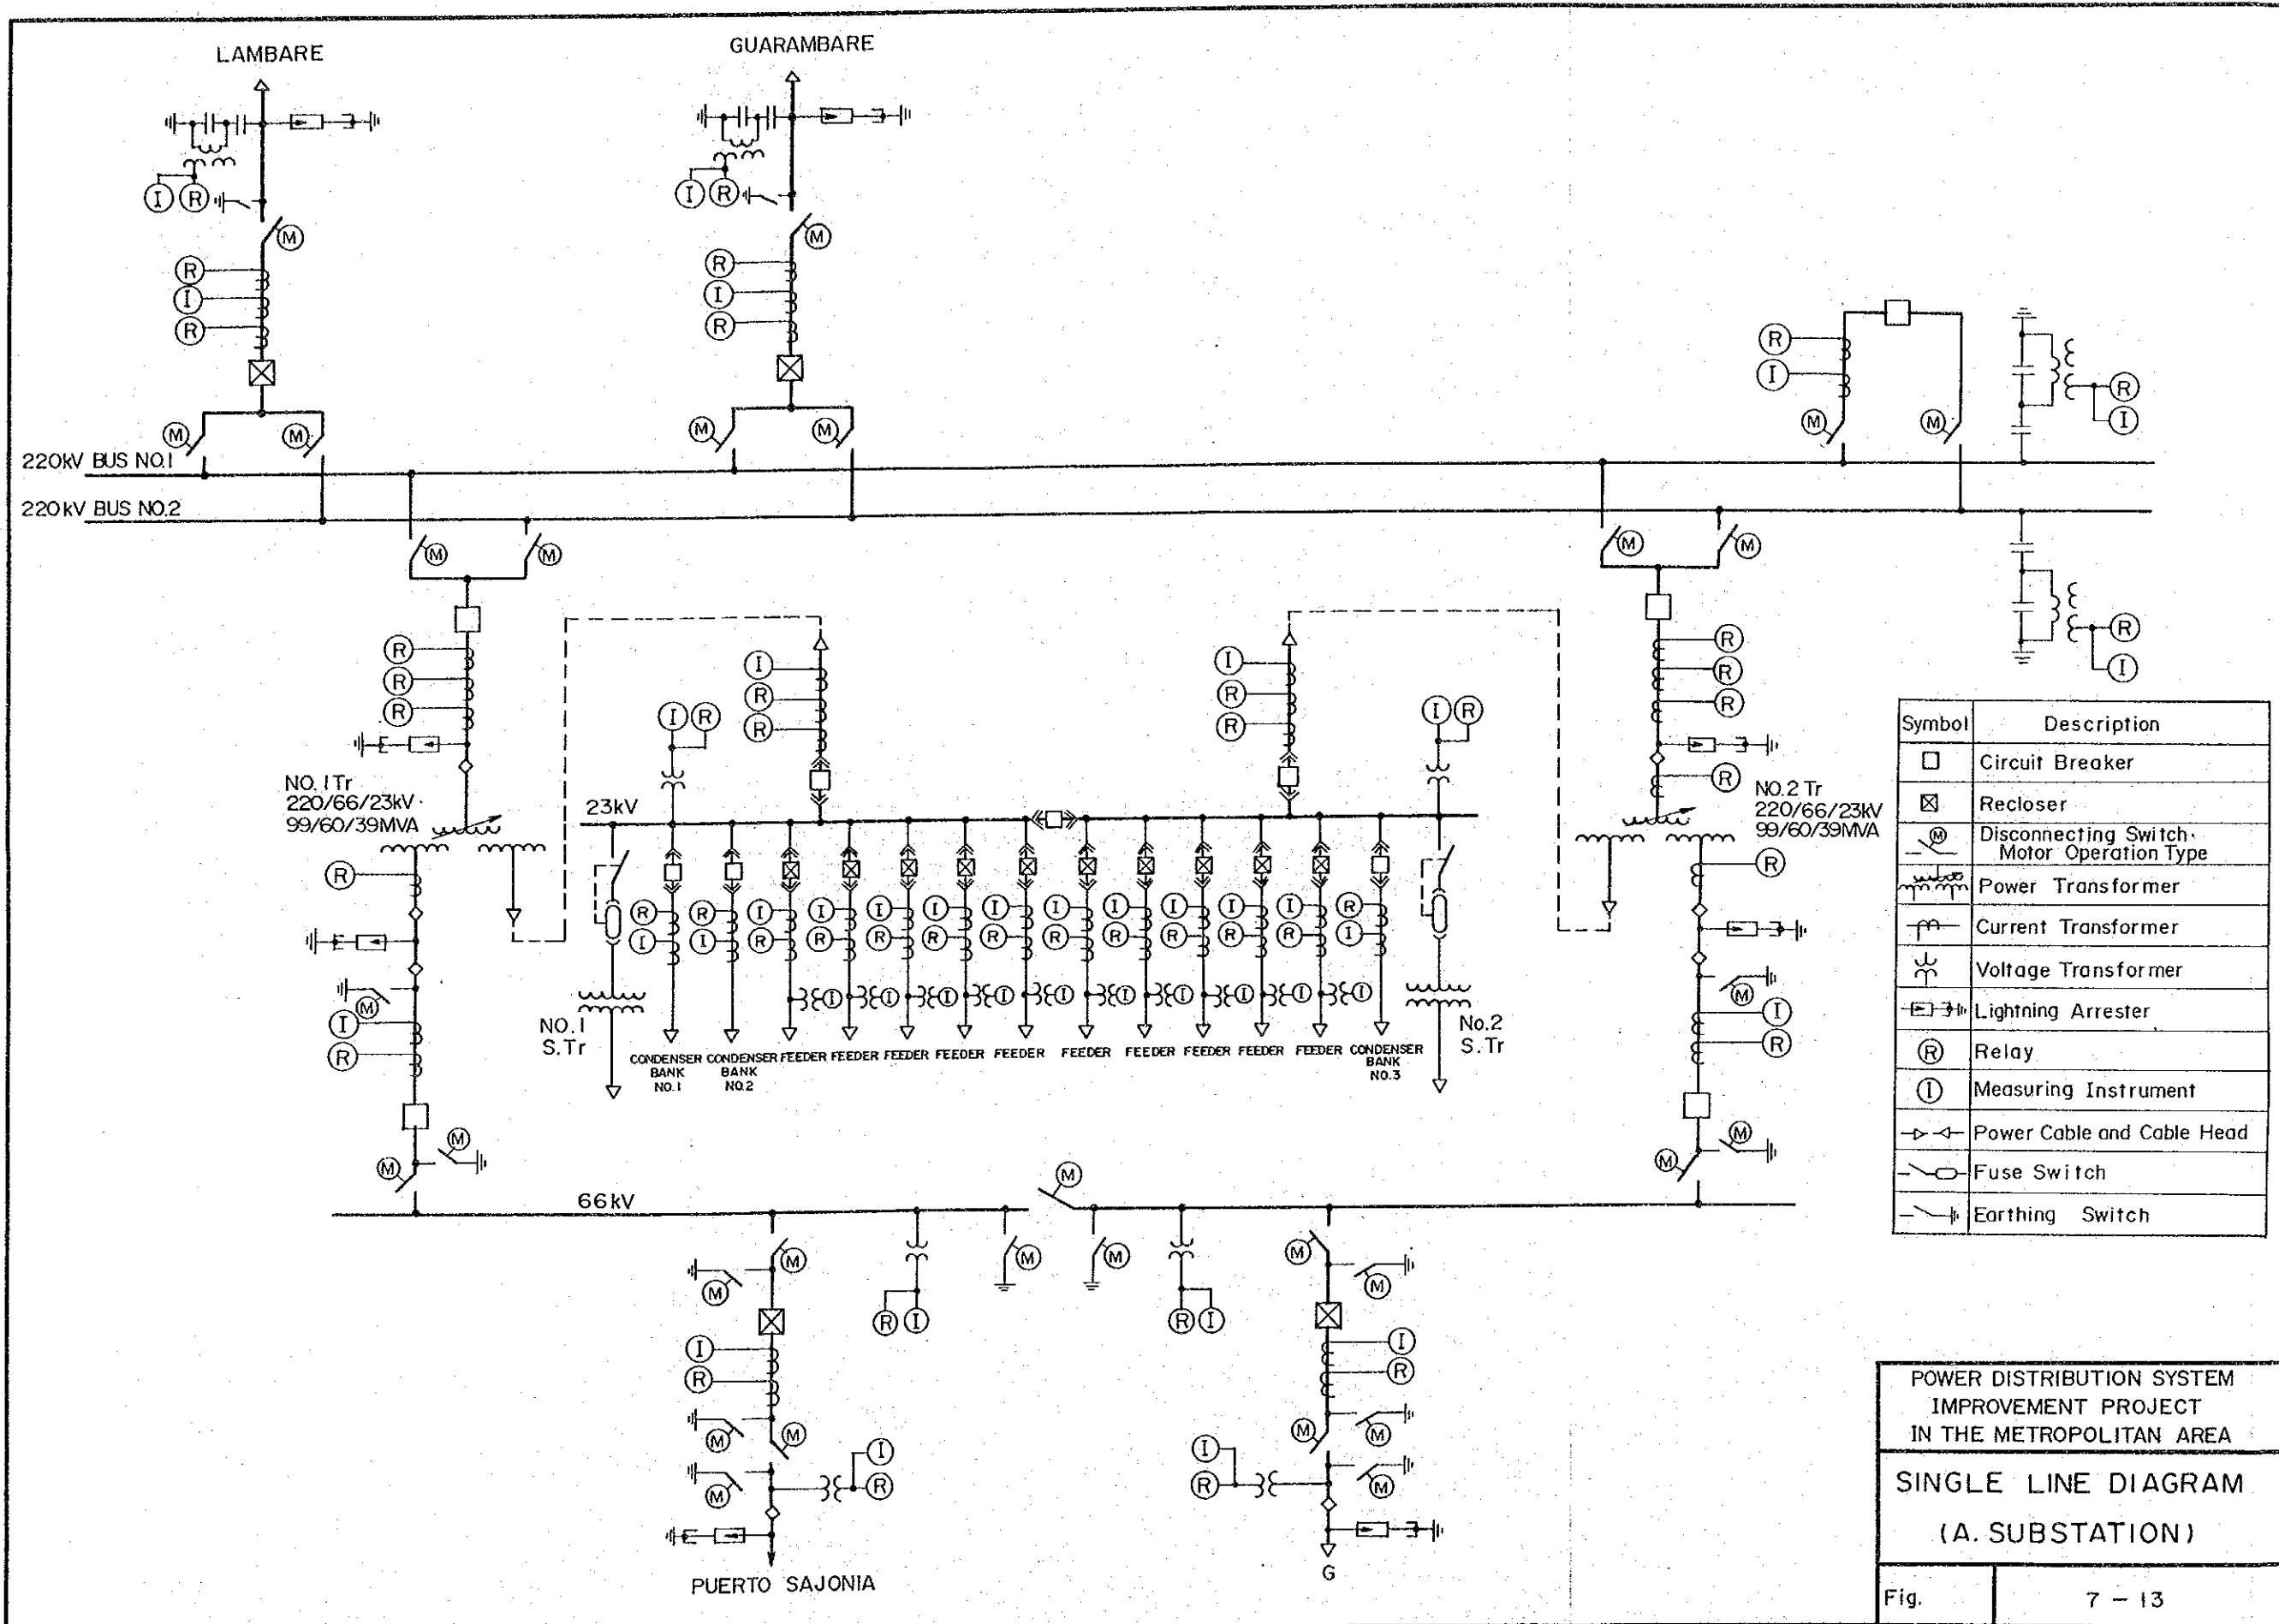 LAMBARE
GUARAMBARE
I R
I R
M
M
R
I
R
R
I
R
R
I
R
I
M M
M M
M M
220kV BUS NO.1
220kV BUS NO.2
M M
M M
R
R
R
I
R
R
I
R
R
R
R
R
R
I
I R
I R
NO.1 Tr
220/66/23kV
99/60/39MVA
23kV
R
NO.2 Tr
220/66/23kV
99/60/39MVA
R
R
R R I I I I I I I I I I R
I I R R R R R R R R R R I
I I I I I I I I I I
M
M
I
R
I
R
NO.1
S.Tr
No.2
S.Tr
CONDENSER
BANK
NO.1
CONDENSER
BANK
NO.2
FEEDER FEEDER FEEDER FEEDER FEEDER FEEDER FEEDER FEEDER FEEDER FEEDER
CONDENSER
BANK
NO.3
M
M
M
M
66kV
M
M
M
M
M
M
M
R I
R I
I
R
I
R
M
M
M
M
M
M
I
R
I
R
PUERTO SAJONIA
G
Symbol Description
Circuit Breaker
Recloser
M Disconnecting Switch
Motor Operation Type
Power Transformer
Current Transformer
Voltage Transformer
Lightning Arrester
R Relay
I Measuring Instrument
Power Cable and Cable Head
Fuse Switch
Earthing Switch
POWER DISTRIBUTION SYSTEM
IMPROVEMENT PROJECT
IN THE METROPOLITAN AREA
SINGLE LINE DIAGRAM
(A. SUBSTATION)
Fig. 7-13